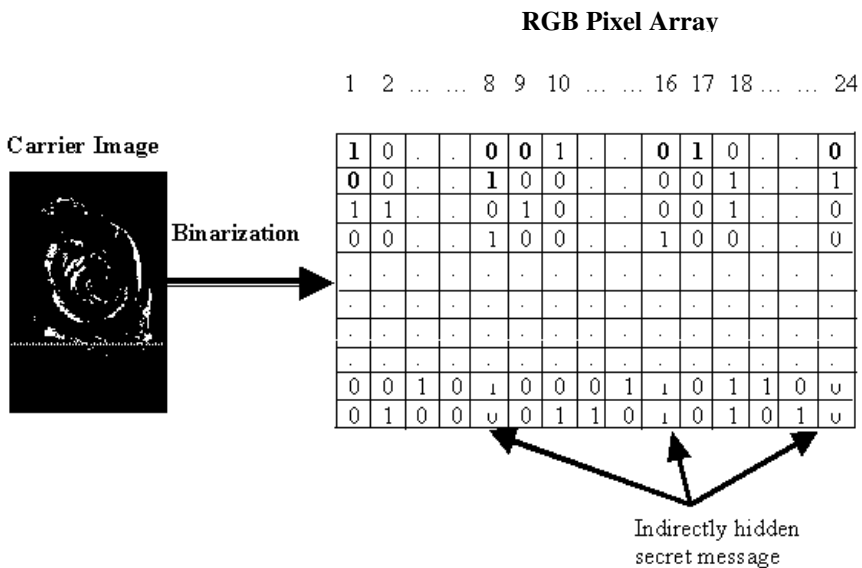 RGB Pixel Array
1 2 ... ... 8 9 10 ... ... 16 17 18 ... ... 24
Carrier Image
Binarization
1 0 . . 0 0 1 . . 0 1 0 . . 0
0 0 . . 1 0 0 . . 0 0 1 . . 1
1 1 . . 0 1 0 . . 0 0 1 . . 0
0 0 . . 1 0 0 . . 1 0 0 . . 0
. . . . . . . . . . . . . . .
. . . . . . . . . . . . . . .
. . . . . . . . . . . . . . .
. . . . . . . . . . . . . . .
0 0 1 0 1 0 0 0 1 1 0 1 1 0 0
0 1 0 0 0 0 1 1 0 1 0 1 0 1 0
Indirectly hidden
secret message